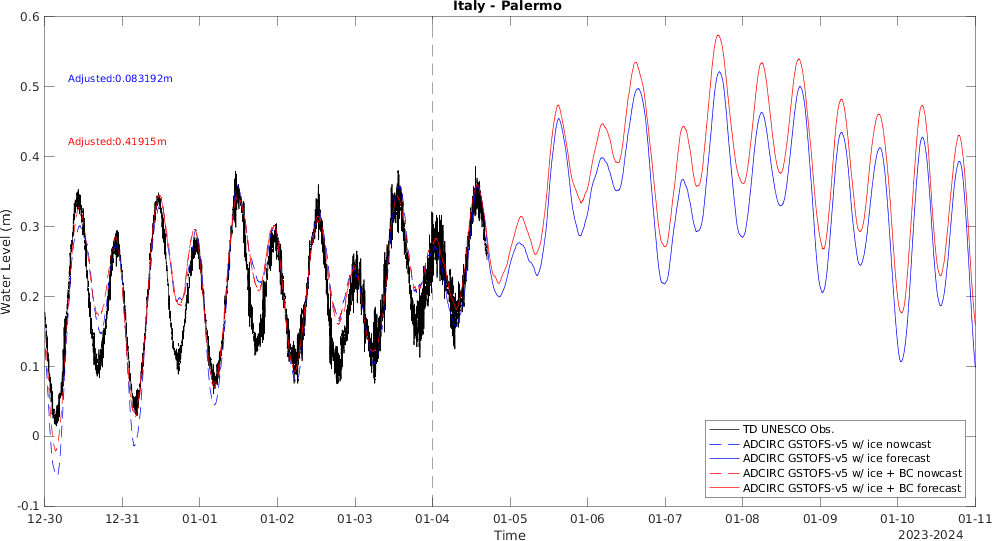 Italy - Palermo
Adjusted:0.083192m
Adjusted:0.41915m
Water Level (m)
0.6
0.5
0.4
0.3
0.2
0.1
0
-0.1
TD UNESCO Obs.
ADCIRC GSTOFS-v5 w/ ice nowcast
ADCIRC GSTOFS-v5 w/ ice forecast
ADCIRC GSTOFS-v5 w/ ice + BC nowcast
ADCIRC GSTOFS-v5 w/ ice + BC forecast
12-30 12-31 01-01 01-02 01-03 01-04 01-05 01-06 01-07 01-08 01-09 01-10 01-11
Time
2023-2024